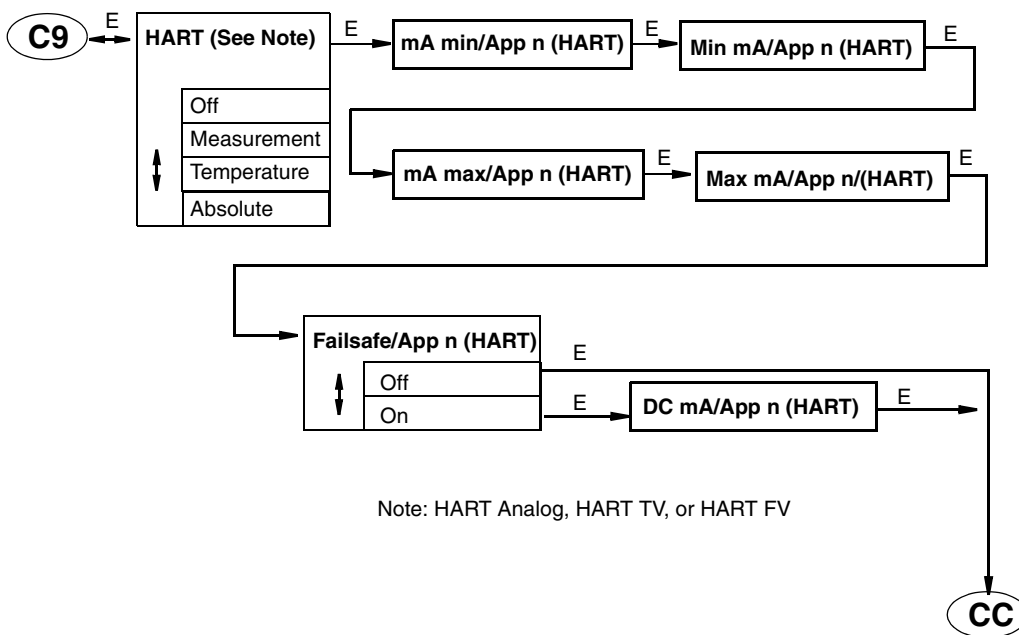 C9
E
HART (See Note)
Off
Measurement
Temperature
Absolute
E
mA min/App n (HART)
E
Min mA/App n (HART)
E
mA max/App n (HART)
E
Max mA/App n/(HART)
E
Failsafe/App n (HART)
Off
On
E
E
DC mA/App n (HART)
E
Note: HART Analog, HART TV, or HART FV
CC